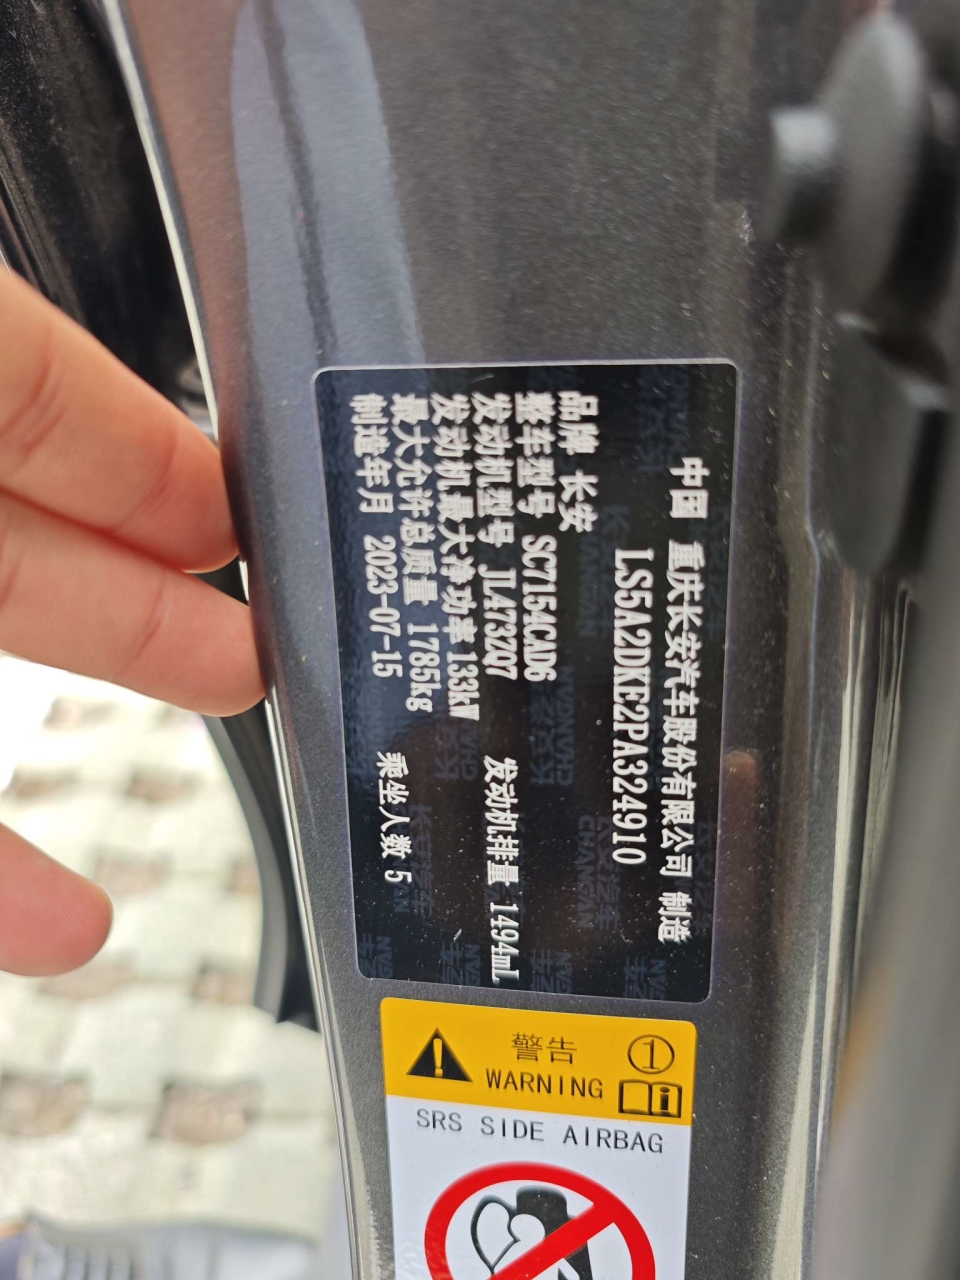 中国 重庆长安汽车股份有限公司 制造
LS5A2DKE2PA324910
品牌 长安
整车型号 SC7154CAD6
发动机型号 JL473ZQ7 发动机排量 1494mL
发动机最大净功率 133kW
最大允许总质量 1785kg
制造年月 2023-07-15 乘坐人数 5
警告 1
WARNING
SRS SIDE AIRBAG